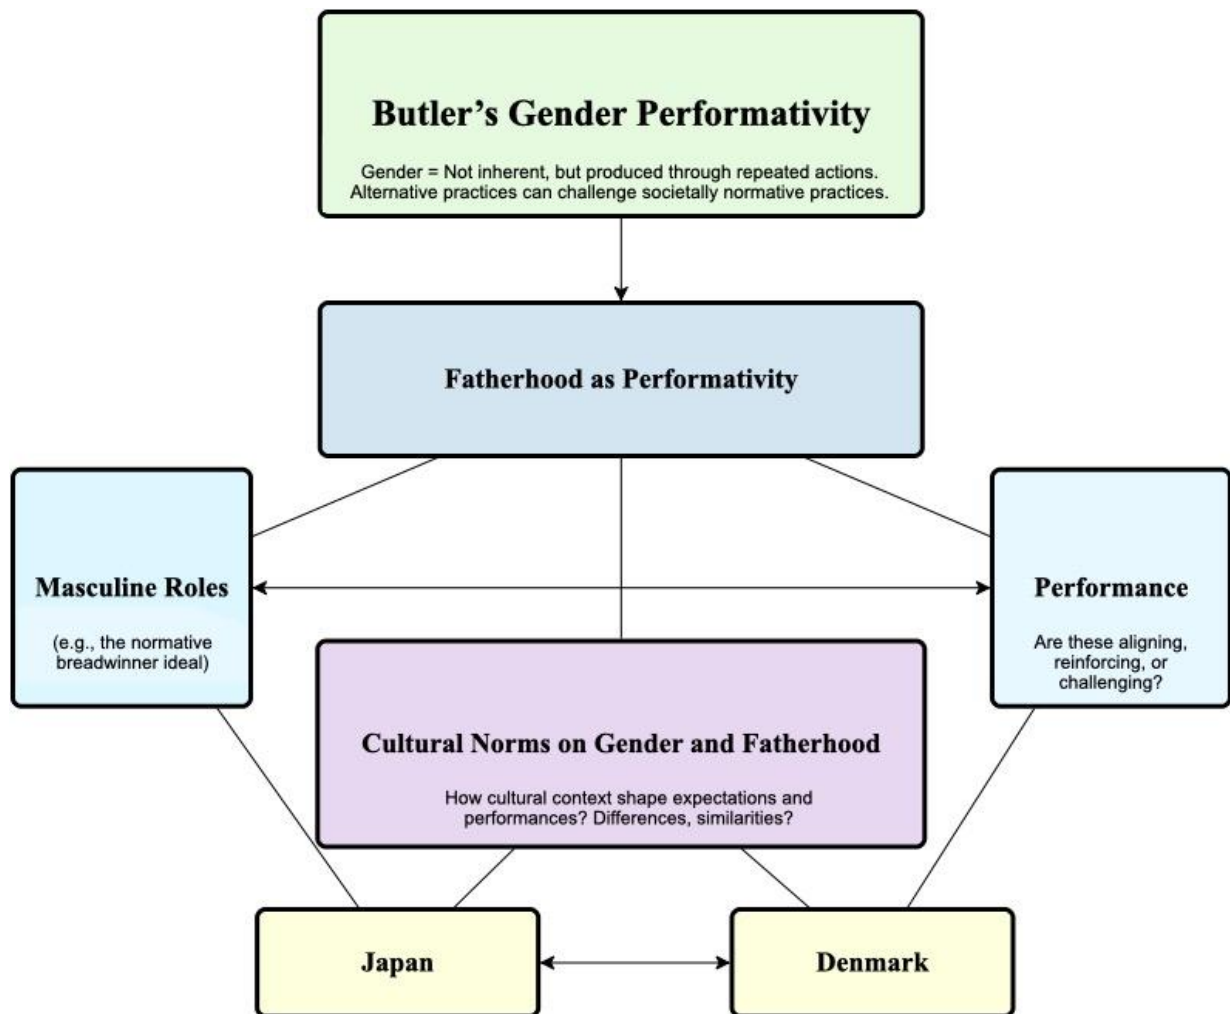 Butler’s Gender Performativity
Gender = Not inherent, but produced through repeated actions.
Alternative practices can challenge societally normative practices.
Fatherhood as Performativity
Masculine Roles
(e.g., the normative
breadwinner ideal)
Performance
Are these aligning,
reinforcing, or
challenging?
Cultural Norms on Gender and Fatherhood
How cultural context shape expectations and
performances? Differences, similarities?
Japan
Denmark